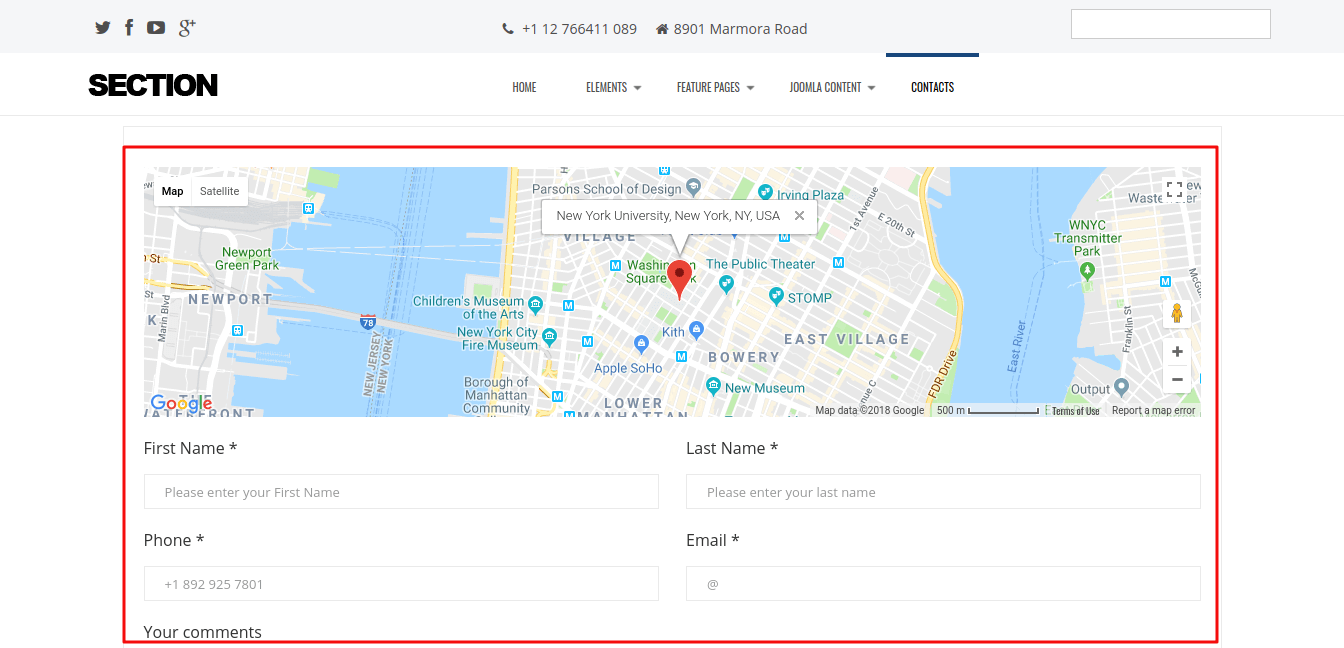 +1 12 766411 089 8901 Marmora Road
SECTION
HOME ELEMENTS FEATURE PAGES JOOMLA CONTENT CONTACTS
Map Satellite
Parsons School of Design
Irving Plaza
1st Avenue
E 20th St
New York University, New York, NY, USA
VILLAGE
WNYC
Transmitter
Park
Newport
Green Park
Washington
Square Park
The Public Theater
NEWPORT
Marin Blvd
Children's Museum
of the Arts
STOMP
78
New York City
Fire Museum
Kith
EAST VILLAGE
NEW JERSEY
NEW YORK
Apple SoHo
BOWERY
East River
Franklin St
FDR Drive
Borough of
Manhattan
Community
New Museum
Output
LOWER
MANHATTAN
THE
WATERFRONT
Google
Map data ©2018 Google 500 m Terms of Use Report a map error
First Name * Last Name *
Please enter your First Name Please enter your last name
Phone * Email *
+1 892 925 7801 @
Your comments